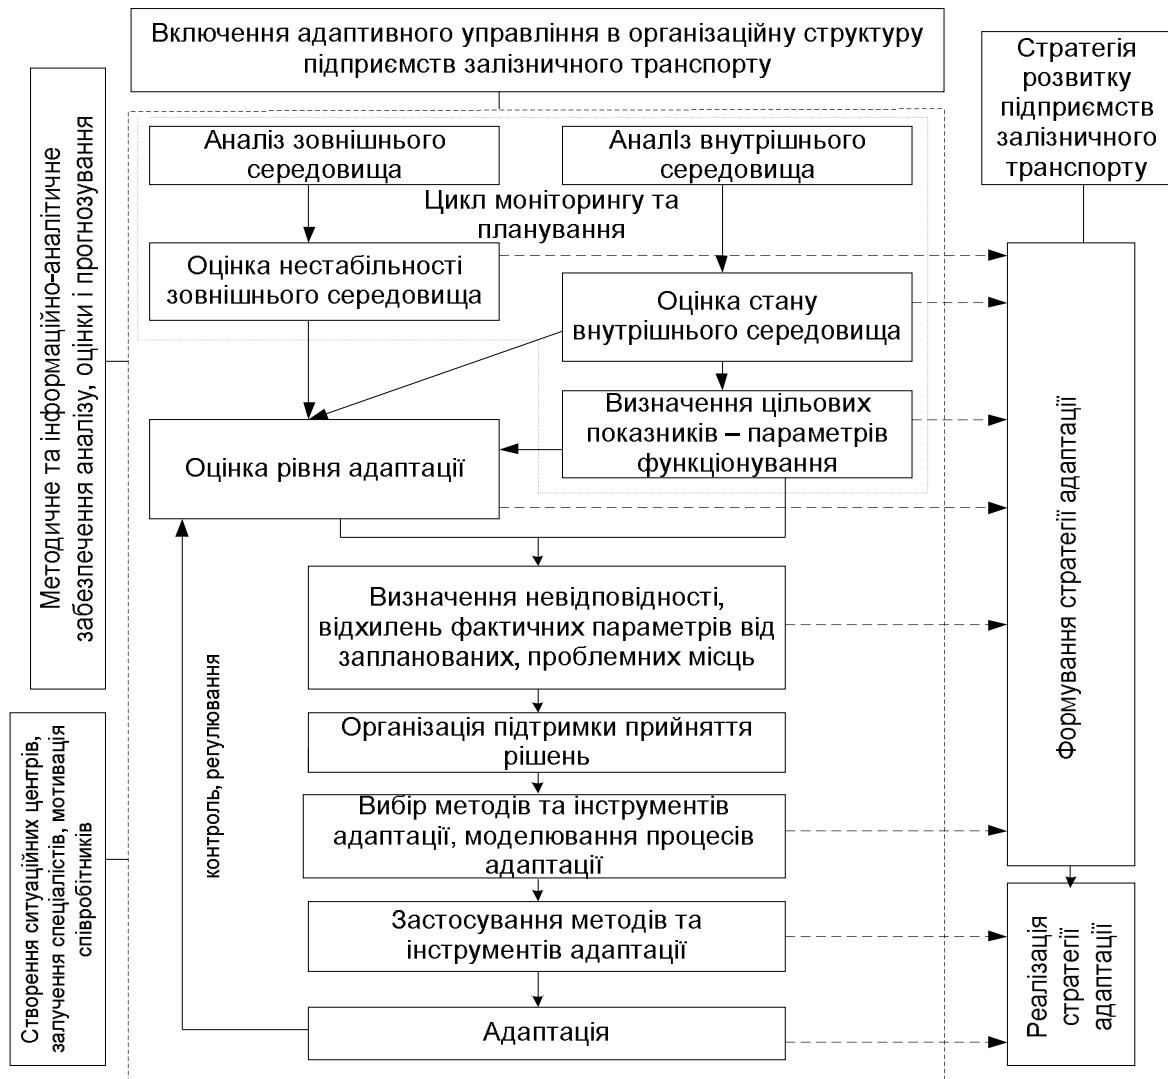 Включення адаптивного управління в організаційну структуру
підприємств залізничного транспорту
Стратегія
розвитку
підприємств
залізничного
транспорту
Методичне та інформаційно-аналітичне
забезпечення аналізу, оцінки і прогнозування
Аналіз зовнішнього
середовища
Аналіз внутрішнього
середовища
Цикл моніторингу та
планування
Оцінка нестабільності
зовнішнього середовища
Оцінка стану
внутрішнього середовища
Визначення цільових
показників – параметрів
функціонування
Оцінка рівня адаптації
Формування стратегії адаптації
Визначення невідповідності,
відхилень фактичних параметрів від
запланованих, проблемних місць
контроль, регулювання
Організація підтримки прийняття
рішень
Створення ситуаційних центрів,
залучення спеціалістів, мотивація
співробітників
Вибір методів та інструментів
адаптації, моделювання процесів
адаптації
Застосування методів та
інструментів адаптації
Реалізація
стратегії
адаптації
Адаптація